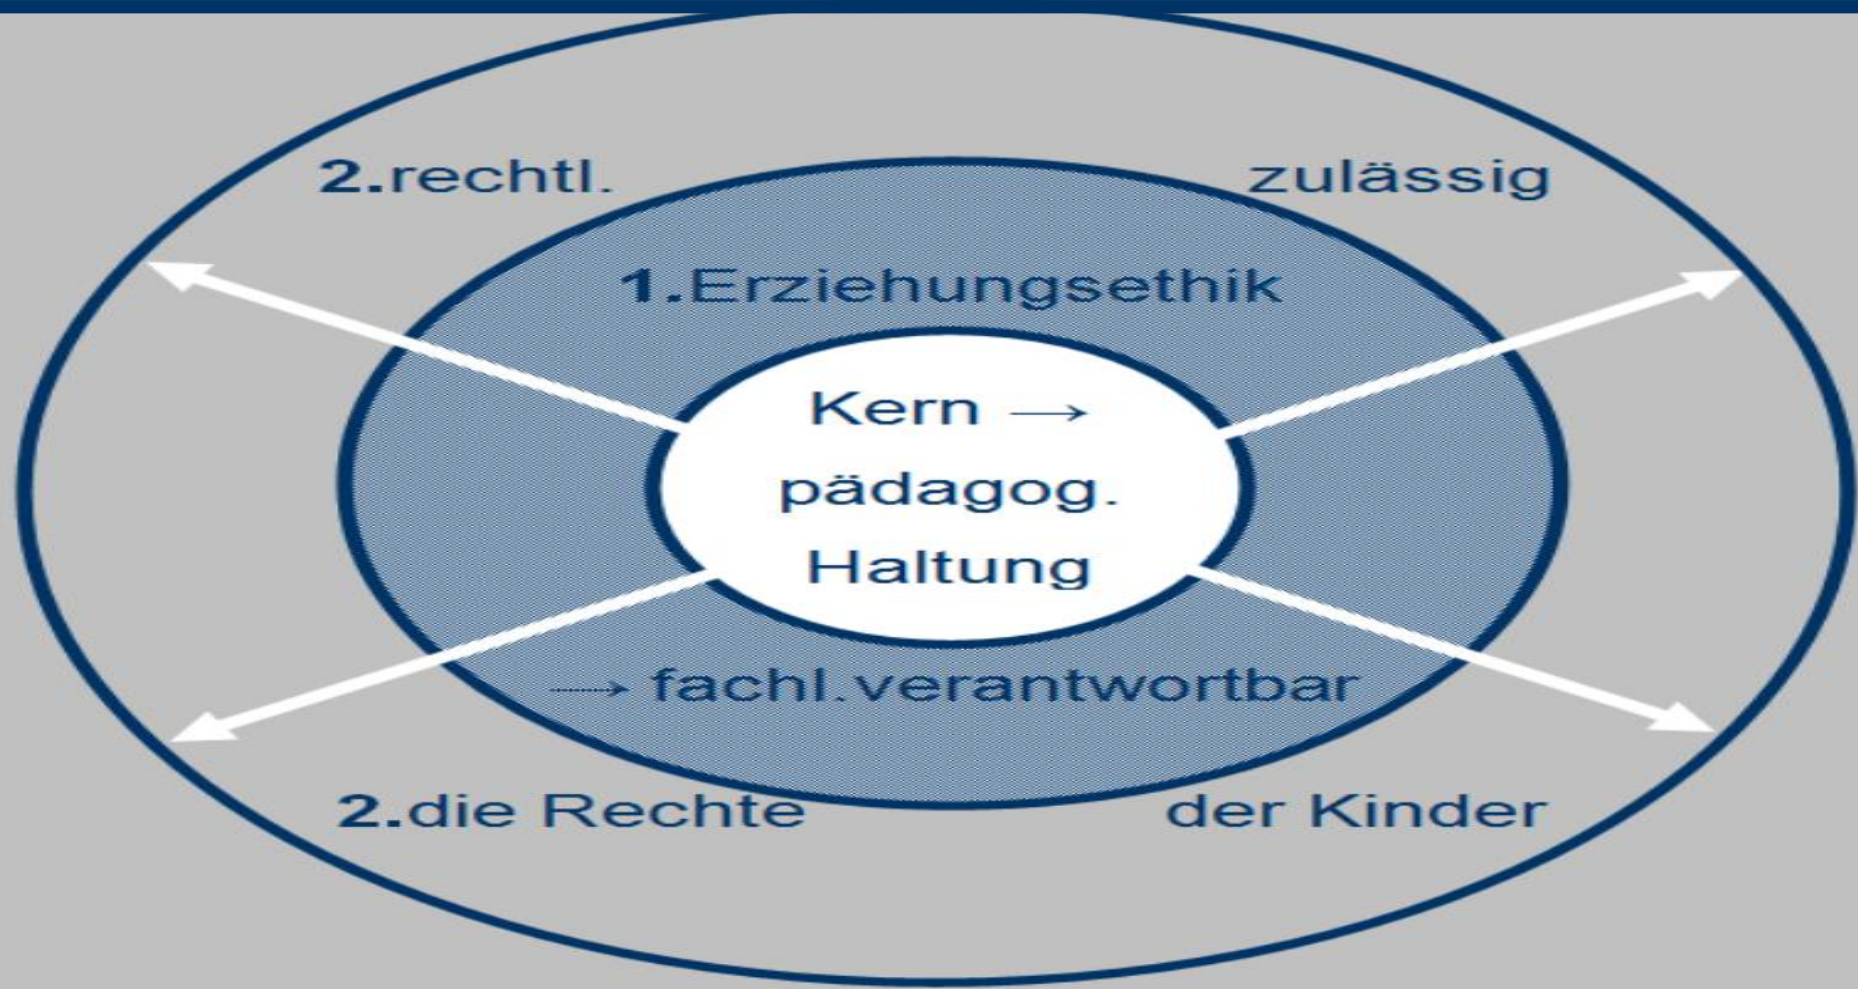 2.rechtl. zulässig
1.Erziehungsethik
Kern →
pädagog.
Haltung
→ fachl.verantwortbar
2.die Rechte der Kinder